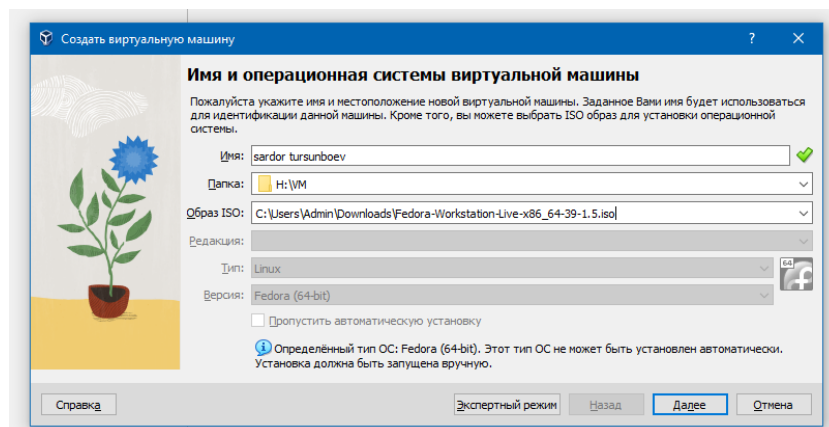 Создать виртуальную машину
Имя и операционная системы виртуальной машины
Пожалуйста укажите имя и местоположение новой виртуальной машины. Заданное Вами имя будет использоваться
для идентификации данной машины. Кроме того, вы можете выбрать ISO образ для установки операционной
системы.
Имя: sardor tursunboev
Папка: H:\VM
Образ ISO: C:\Users\Admin\Downloads\Fedora-Workstation-Live-x86_64-39-1.5.iso
Редакция:
Тип: Linux
64
Версия: Fedora (64-bit)
Пропустить автоматическую установку
Определённый тип ОС: Fedora (64-bit). Этот тип ОС не может быть установлен автоматически.
Установка должна быть запущена вручную.
Справка Экспертный режим Назад Далее Отмена